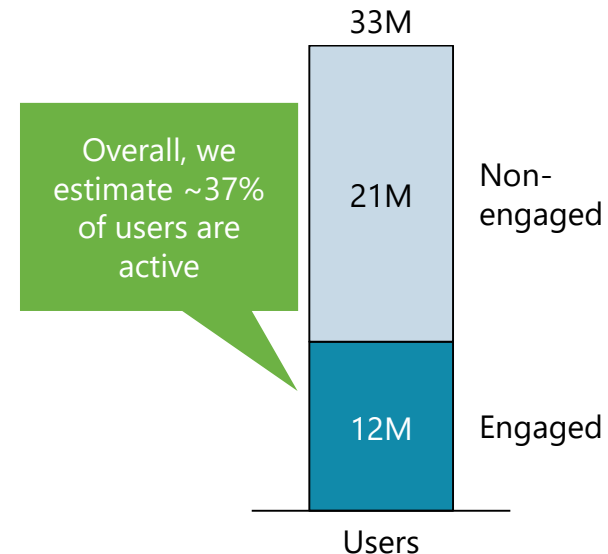 33M
Overall, we
estimate ~37%
of users are
active
21M
Non-
engaged
12M
Engaged
Users